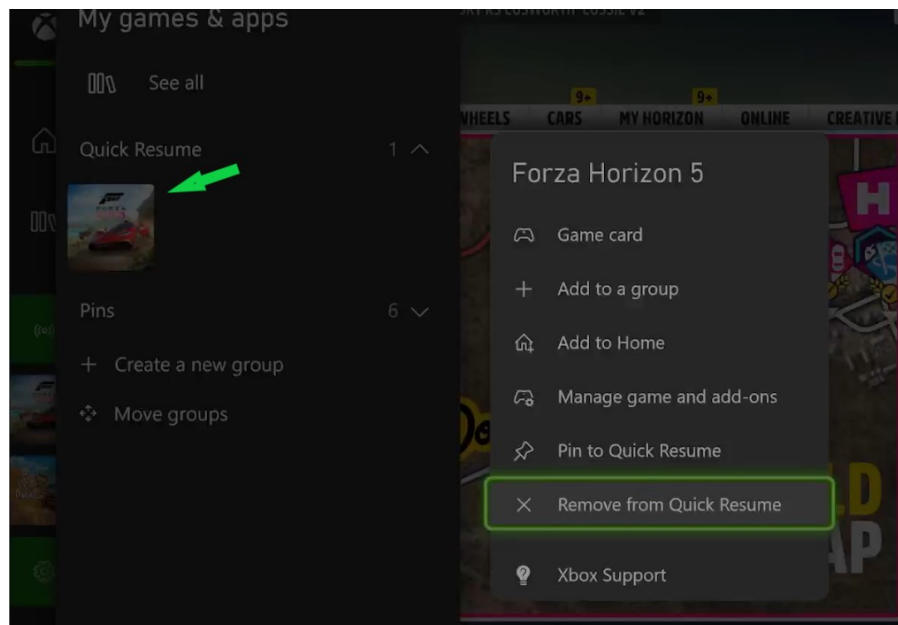 My games & apps
See all
Quick Resume 1
Pins 6
Create a new group
Move groups
WHEELS CARS 9+ MY HORIZON 9+ ONLINE CREATIVE
Forza Horizon 5
Game card
Add to a group
Add to Home
Manage game and add-ons
Pin to Quick Resume
Remove from Quick Resume
Xbox Support